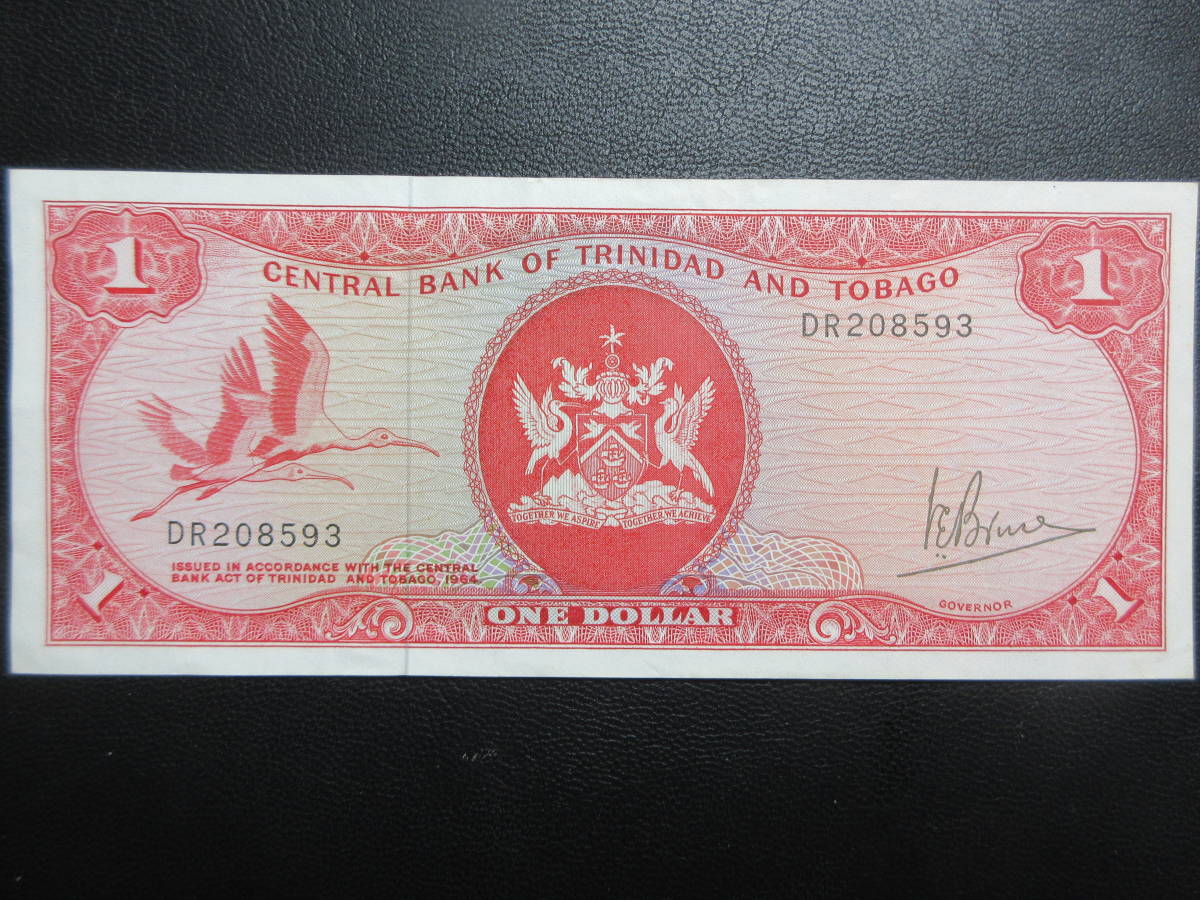 1
1
CENTRAL BANK OF TRINIDAD AND TOBAGO
DR208593
TOGETHER WE ASPIRE TOGETHER WE ACHIEVE
DR208593
ISSUED IN ACCORDANCE WITH THE CENTRAL
BANK ACT OF TRINIDAD AND TOBAGO, 1964
GOVERNOR
1
ONE DOLLAR
1